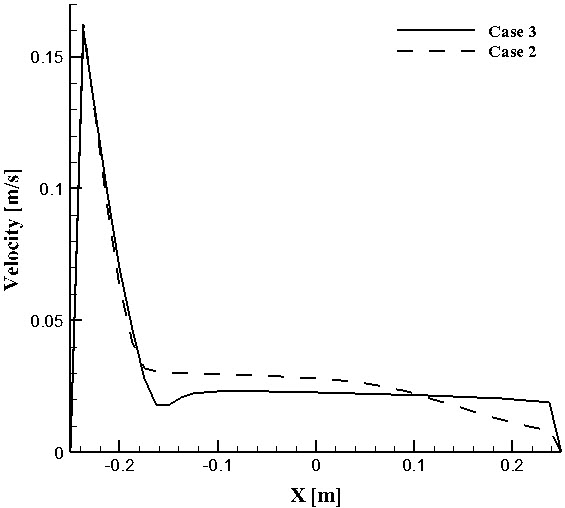 Case 3
Case 2
0.15
0.1
0.05
0
Velocity [m/s]
-0.2 -0.1 0 0.1 0.2
X [m]